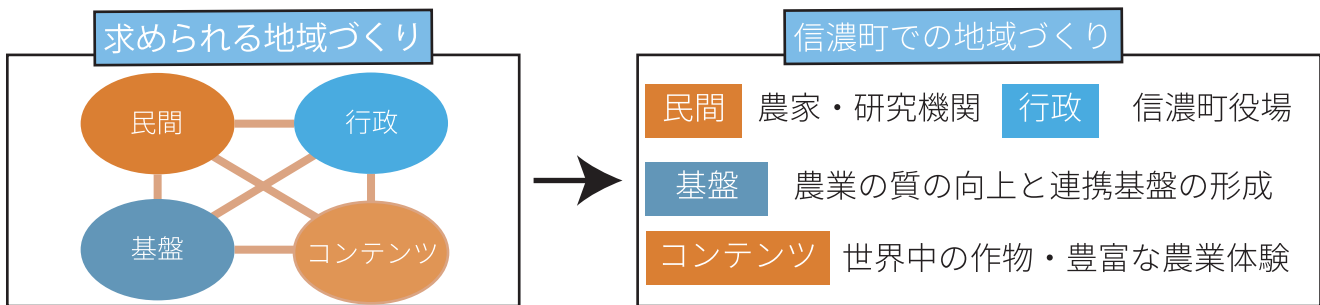 求められる地域づくり
民間
行政
基盤
コンテンツ
信濃町での地域づくり
民間 農家・研究機関 行政 信濃町役場
基盤 農業の質の向上と連携基盤の形成
コンテンツ 世界中の作物・豊富な農業体験